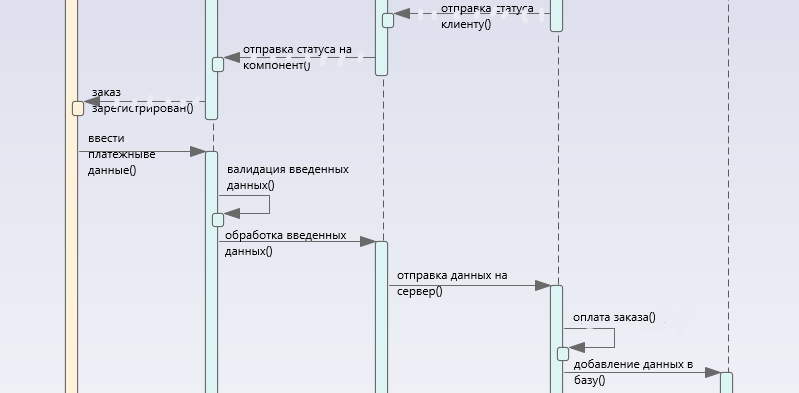 отправка статуса
клиенту()
отправка статуса на
компонент()
заказ
зарегистрирован()
ввести
платежныве
данные()
валидация введенных
данных()
обработка введенных
данных()
отправка данных на
сервер()
оплата заказа()
добавление данных в
базу()